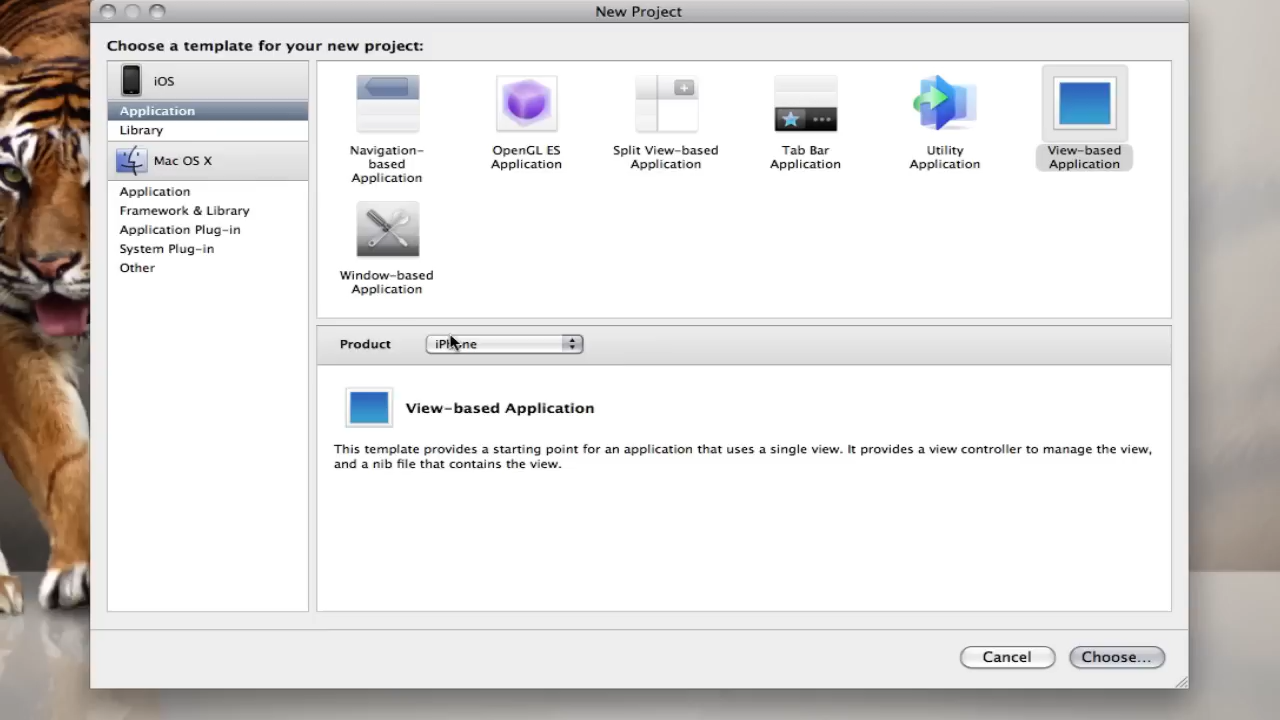 New Project
Choose a template for your new project:
iOS
Application
Library
Mac OS X
Application
Framework & Library
Application Plug-in
System Plug-in
Other
Navigation-
based
Application
OpenGL ES
Application
Split View-based
Application
Tab Bar
Application
Utility
Application
View-based
Application
Window-based
Application
Product
iPhone
View-based Application
This template provides a starting point for an application that uses a single view. It provides a view controller to manage the view,
and a nib file that contains the view.
Cancel
Choose...